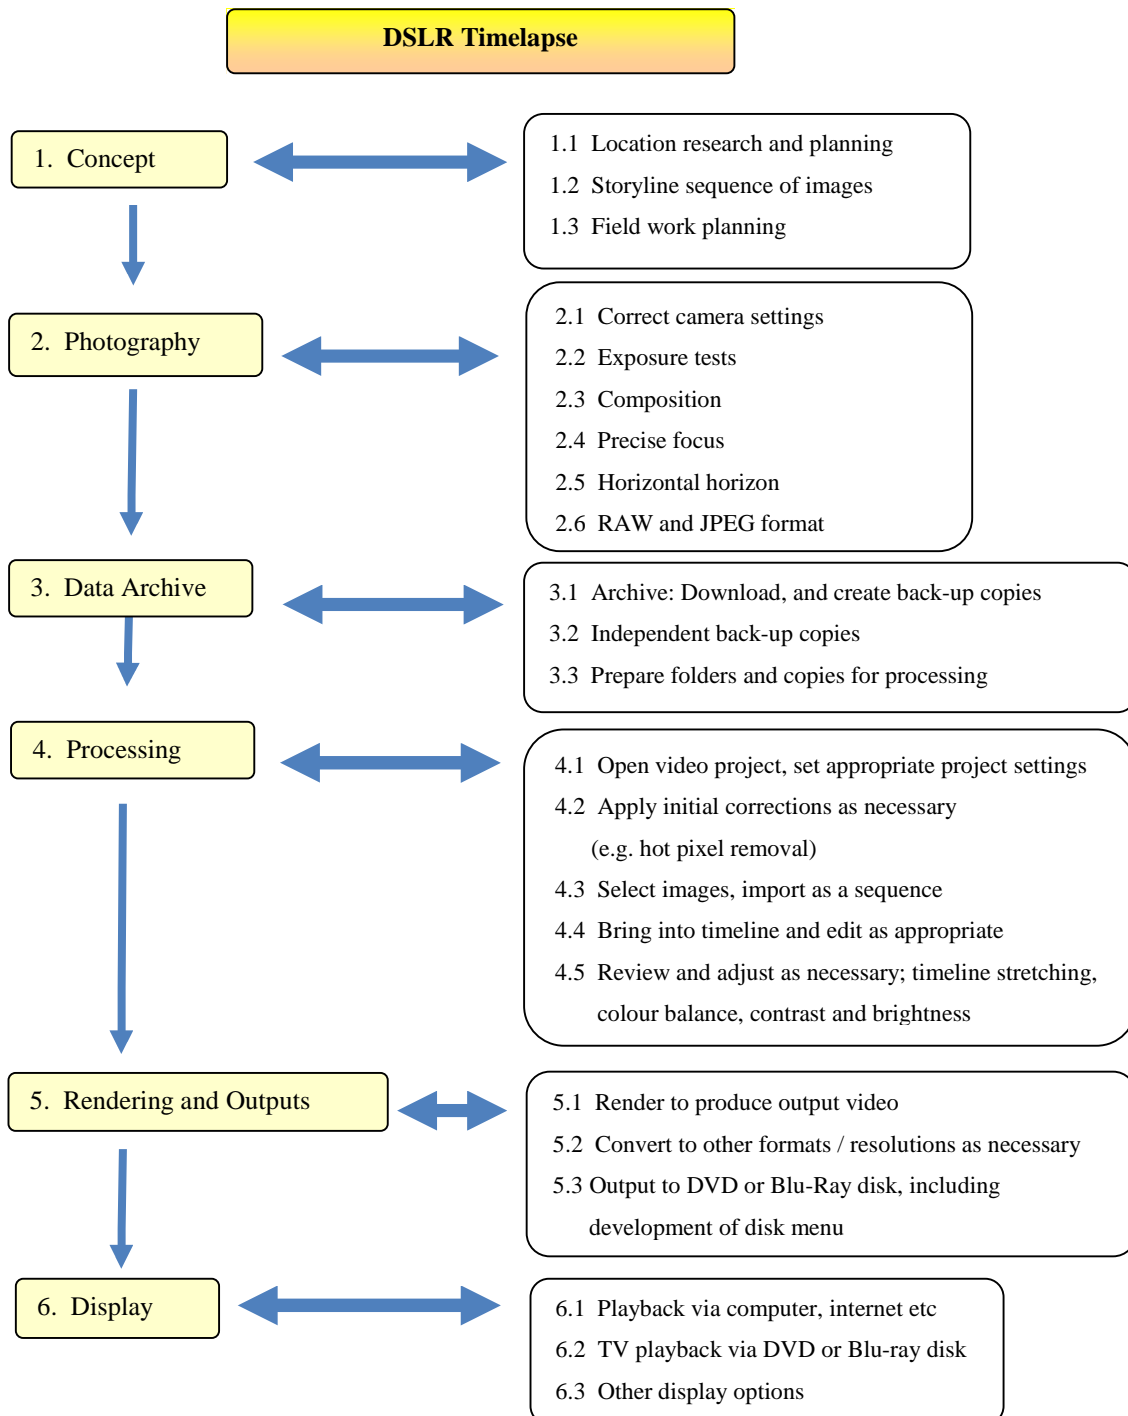 DSLR Timelapse
1. Concept
1.1 Location research and planning
1.2 Storyline sequence of images
1.3 Field work planning
2. Photography
2.1 Correct camera settings
2.2 Exposure tests
2.3 Composition
2.4 Precise focus
2.5 Horizontal horizon
2.6 RAW and JPEG format
3. Data Archive
3.1 Archive: Download, and create back-up copies
3.2 Independent back-up copies
3.3 Prepare folders and copies for processing
4. Processing
4.1 Open video project, set appropriate project settings
4.2 Apply initial corrections as necessary
(e.g. hot pixel removal)
4.3 Select images, import as a sequence
4.4 Bring into timeline and edit as appropriate
4.5 Review and adjust as necessary; timeline stretching,
colour balance, contrast and brightness
5. Rendering and Outputs
5.1 Render to produce output video
5.2 Convert to other formats / resolutions as necessary
5.3 Output to DVD or Blu-Ray disk, including
development of disk menu
6. Display
6.1 Playback via computer, internet etc
6.2 TV playback via DVD or Blu-ray disk
6.3 Other display options